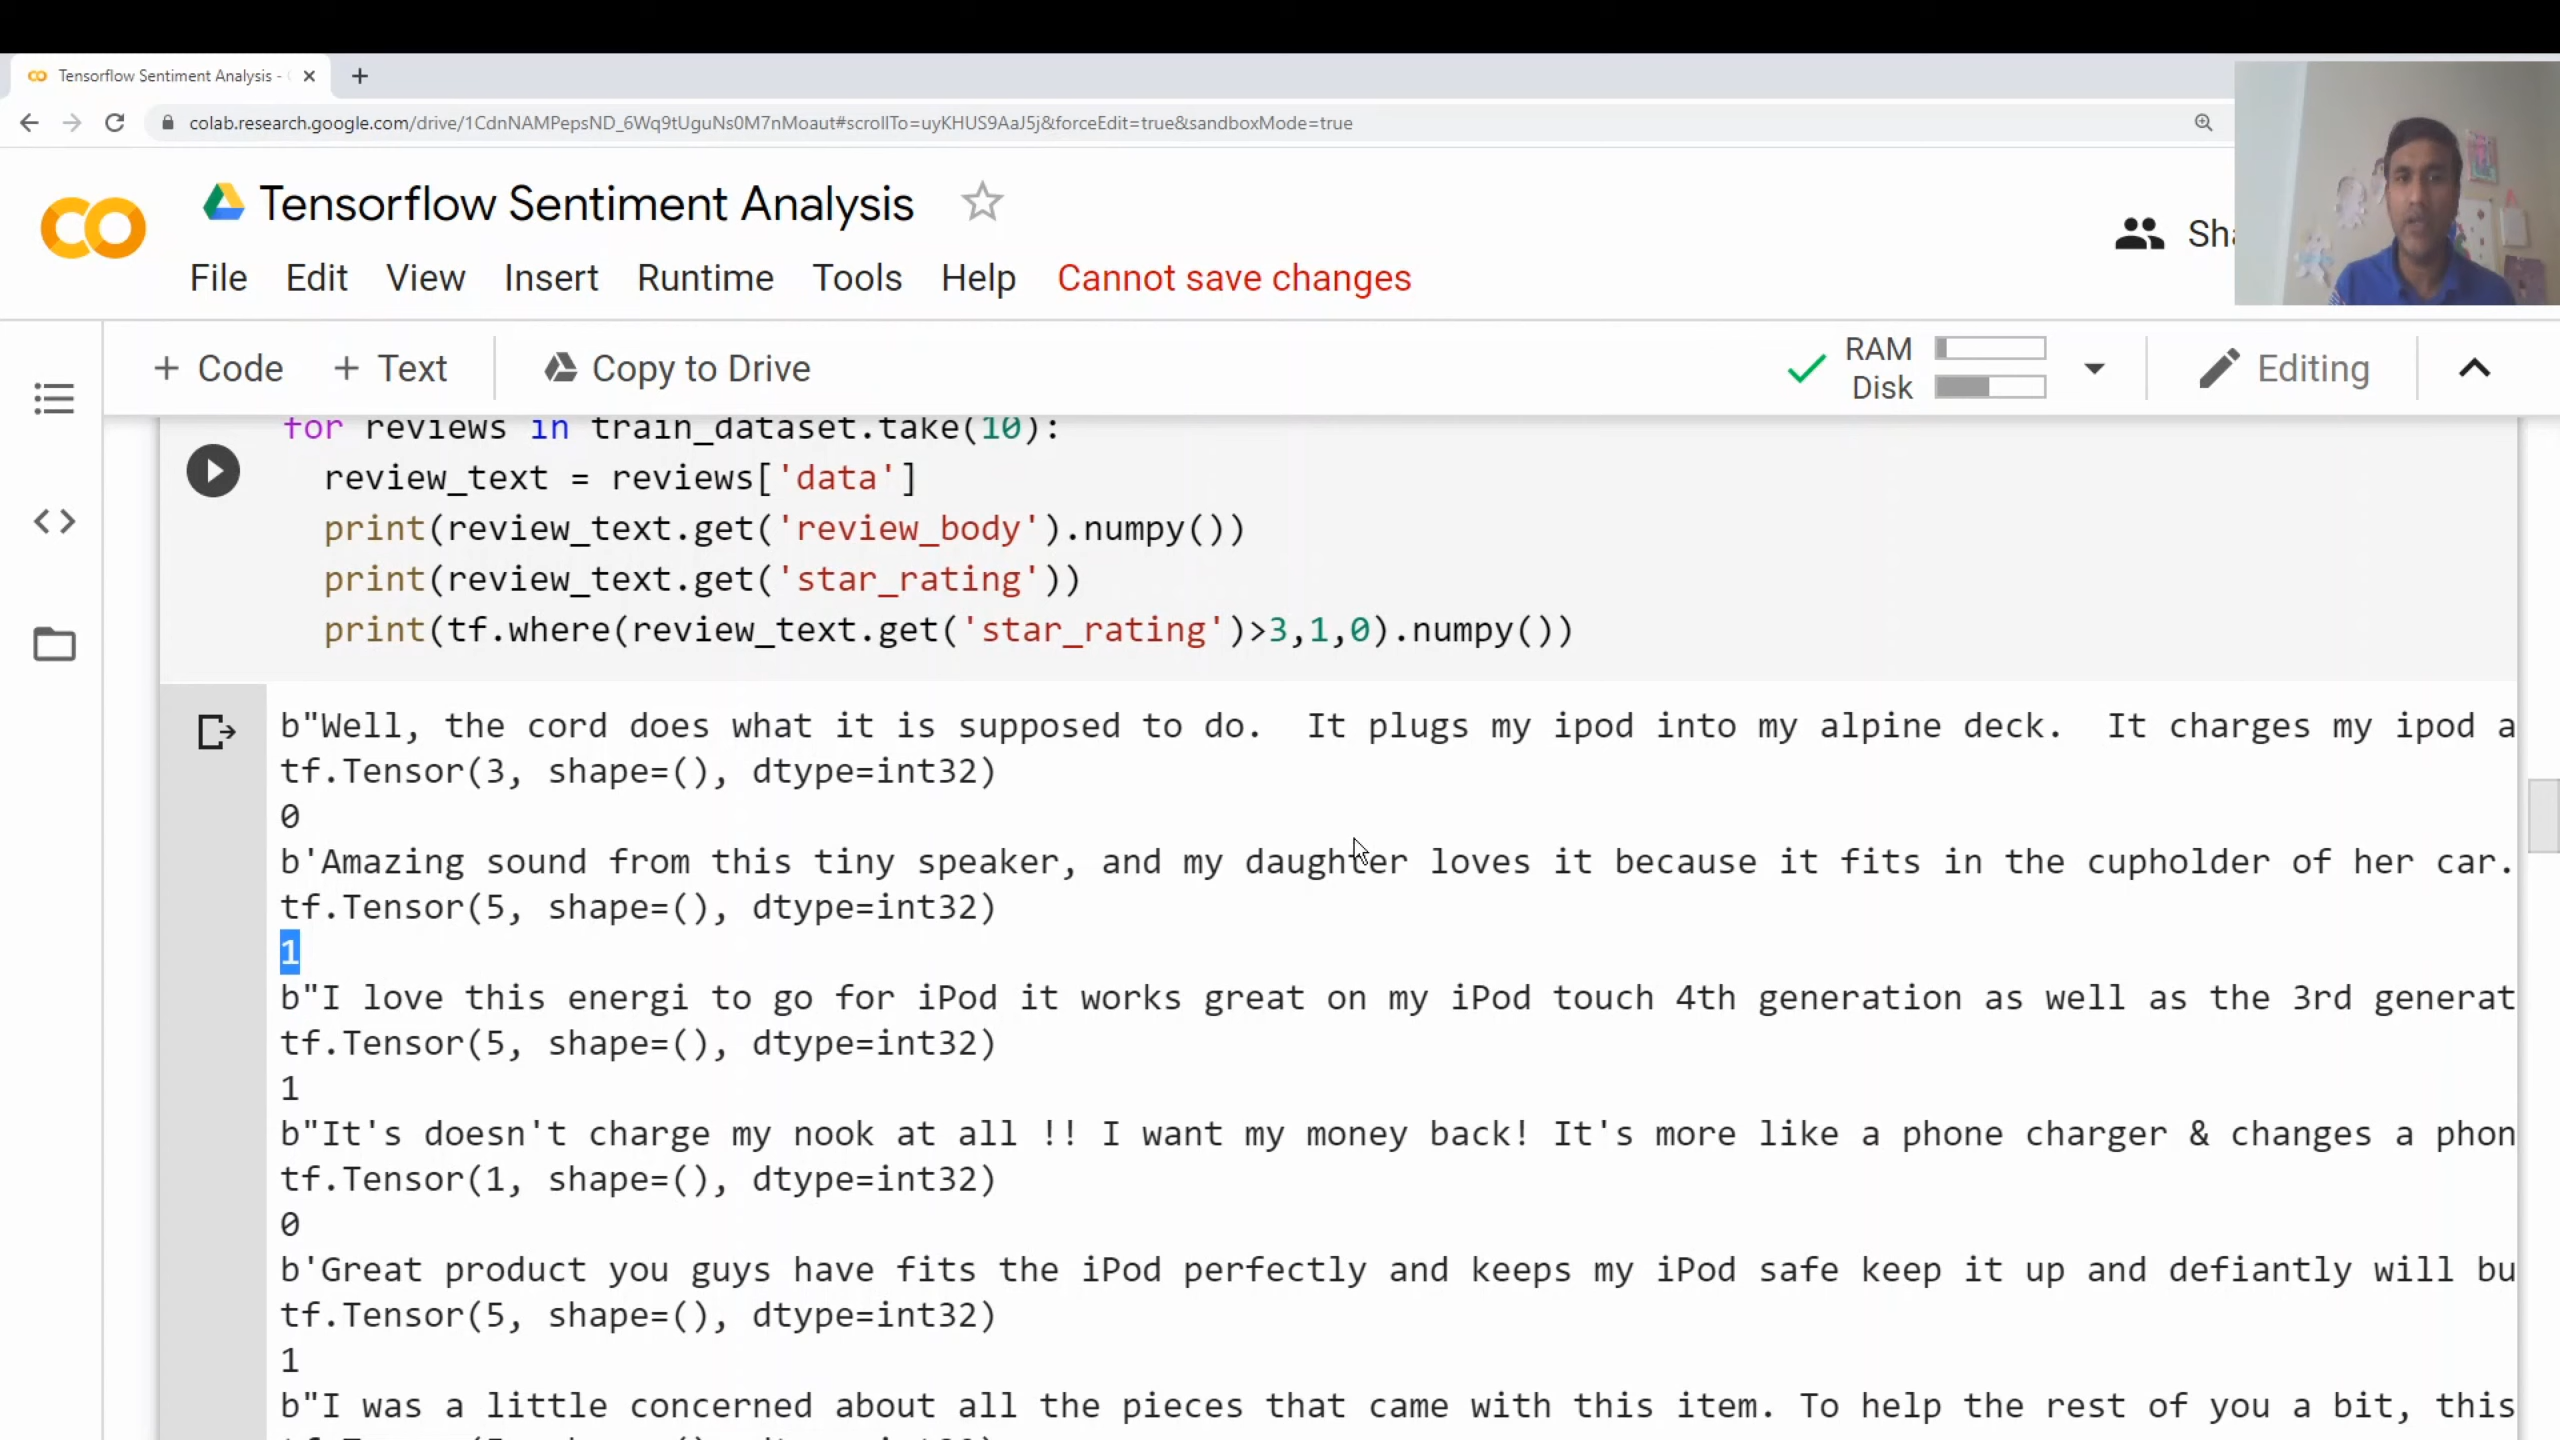 Tensorflow Sentiment Analysis -
colab.research.google.com/drive/1CdnNAMPepsND_6Wq9tUguNs0M7nMoaut#scrollTo=uyKHUS9AaJ5j&forceEdit=true&sandboxMode=true
CO Tensorflow Sentiment Analysis
File Edit View Insert Runtime Tools Help Cannot save changes
Sha
+ Code + Text Copy to Drive
RAM
Disk
Editing
for reviews in train_dataset.take(10):
review_text = reviews['data']
print(review_text.get('review_body').numpy())
print(review_text.get('star_rating'))
print(tf.where(review_text.get('star_rating')>3,1,0).numpy())
b"Well, the cord does what it is supposed to do.  It plugs my ipod into my alpine deck.  It charges my ipod a
tf.Tensor(3, shape=(), dtype=int32)
0
b'Amazing sound from this tiny speaker, and my daughter loves it because it fits in the cupholder of her car.
tf.Tensor(5, shape=(), dtype=int32)
1
b"I love this energi to go for iPod it works great on my iPod touch 4th generation as well as the 3rd generat
tf.Tensor(5, shape=(), dtype=int32)
1
b"It's doesn't charge my nook at all !! I want my money back! It's more like a phone charger & changes a phon
tf.Tensor(1, shape=(), dtype=int32)
0
b'Great product you guys have fits the iPod perfectly and keeps my iPod safe keep it up and defiantly will bu
tf.Tensor(5, shape=(), dtype=int32)
1
b"I was a little concerned about all the pieces that came with this item. To help the rest of you a bit, this